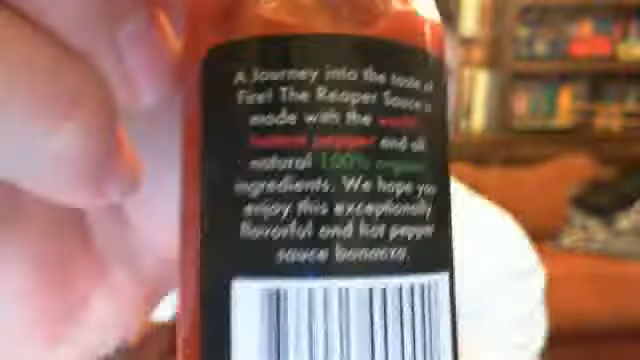 A Journey into the taste of
Fire! The Reaper Sauce is
made with the world's
hottest pepper and all
natural 100% organic
ingredients. We hope you
enjoy this exceptionally
flavorful and hot pepper
sauce bonanza.